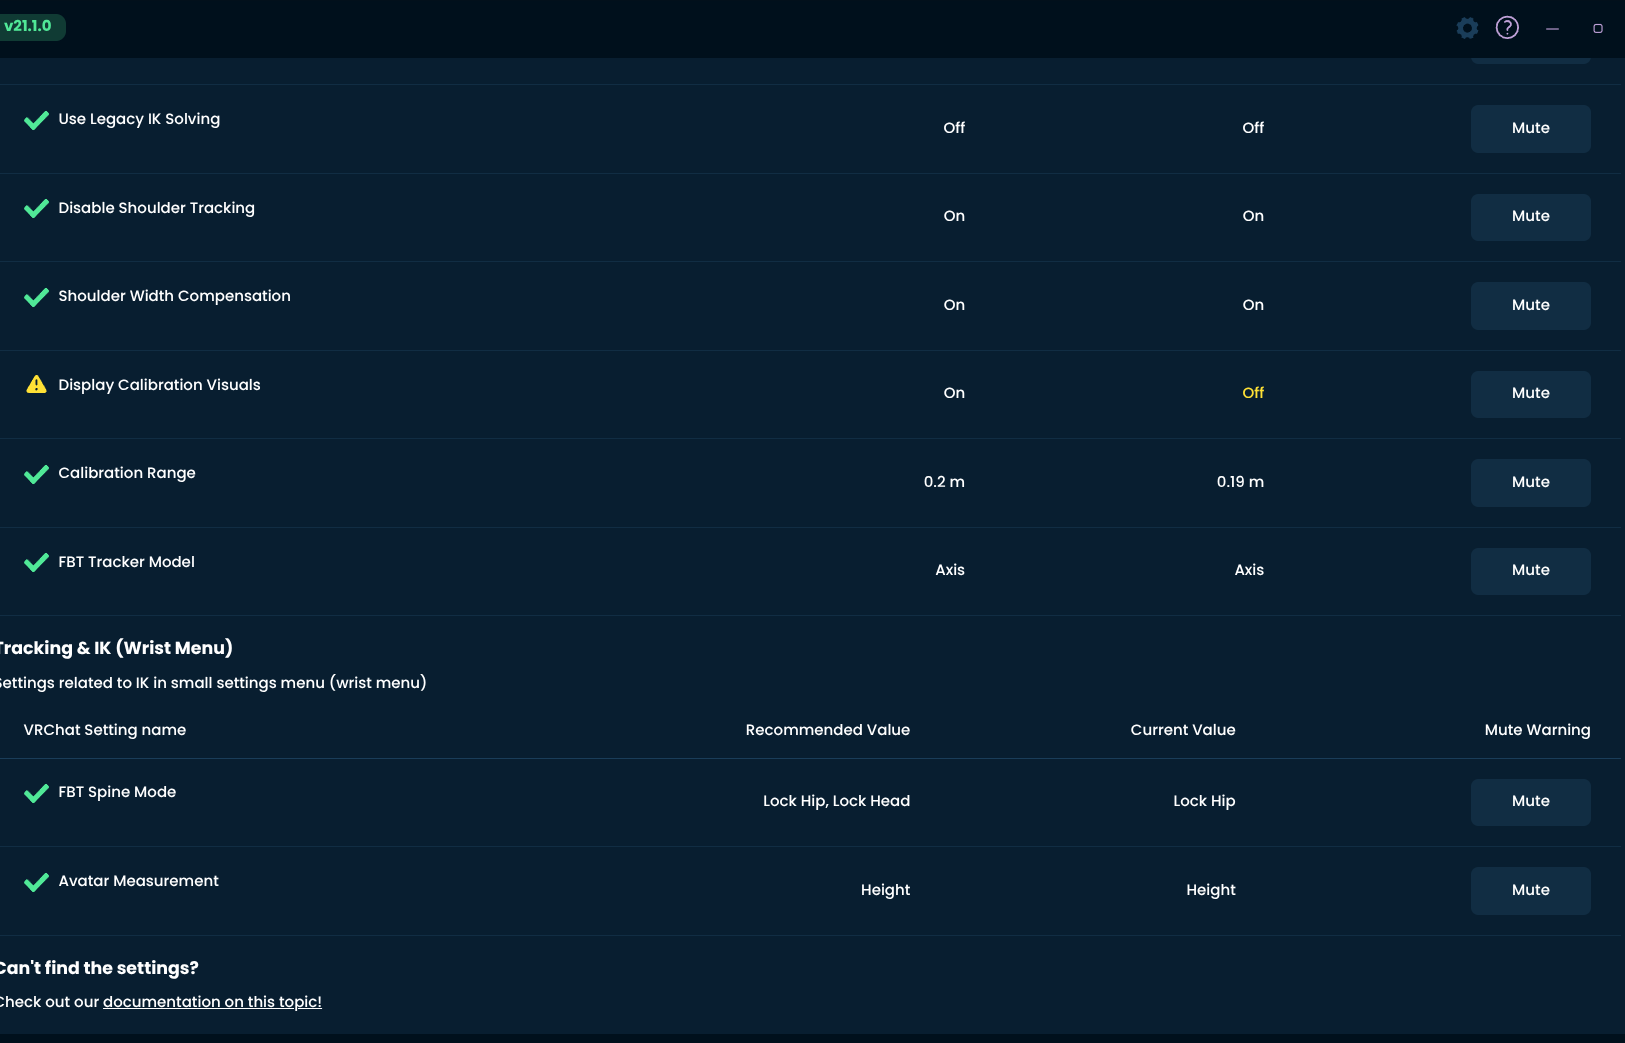 v21.1.0
Use Legacy IK Solving Off Off Mute
Disable Shoulder Tracking On On Mute
Shoulder Width Compensation On On Mute
Display Calibration Visuals On Off Mute
Calibration Range 0.2 m 0.19 m Mute
FBT Tracker Model Axis Axis Mute
Tracking & IK (Wrist Menu)
Settings related to IK in small settings menu (wrist menu)
VRChat Setting name Recommended Value Current Value Mute Warning
FBT Spine Mode Lock Hip, Lock Head Lock Hip Mute
Avatar Measurement Height Height Mute
Can't find the settings?
Check out our documentation on this topic!